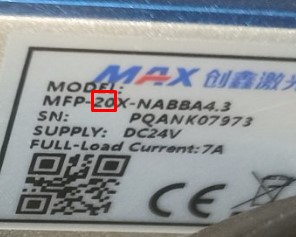 MAX 创鑫激光
MODEL:
MFP-20X-NABBA4.3
SN: PQANK07973
SUPPLY: DC24V
FULL-Load Current: 7A
CE